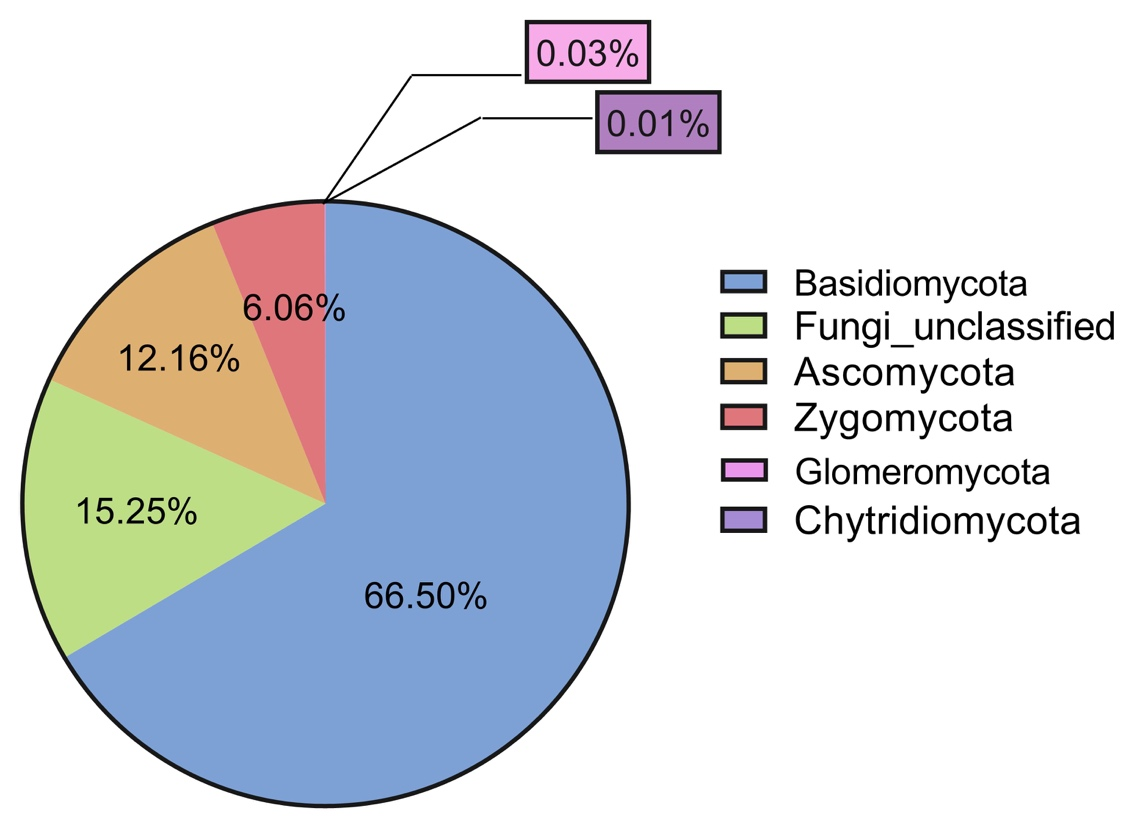 0.03%
0.01%
6.06%
12.16%
15.25%
66.50%
Basidiomycota
Fungi_unclassified
Ascomycota
Zygomycota
Glomeromycota
Chytridiomycota